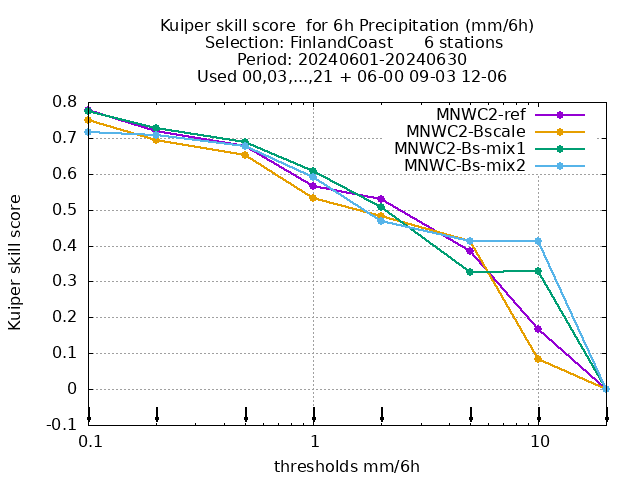 Kuiper skill score  for 6h Precipitation (mm/6h)
Selection: FinlandCoast      6 stations
Period: 20240601-20240630
Used 00,03,...,21 + 06-00 09-03 12-06
MNWC2-ref
MNWC2-Bscale
MNWC2-Bs-mix1
MNWC-Bs-mix2
Kuiper skill score
0.8
0.7
0.6
0.5
0.4
0.3
0.2
0.1
0
-0.1
0.1
1
10
thresholds mm/6h